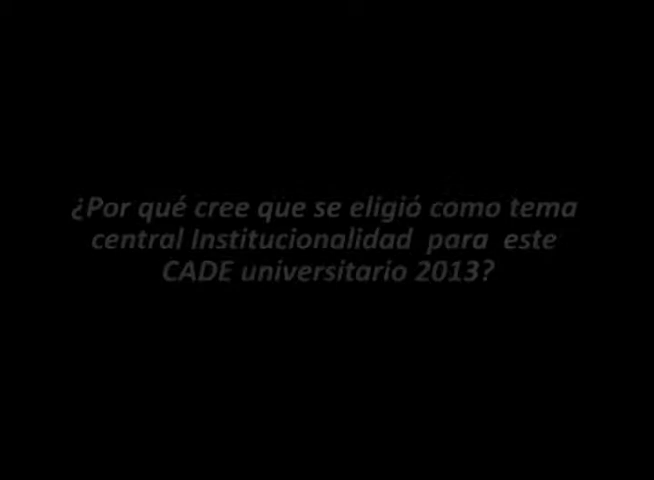 ¿Por qué cree que se eligió como tema
central Institucionalidad para este
CADE universitario 2013?